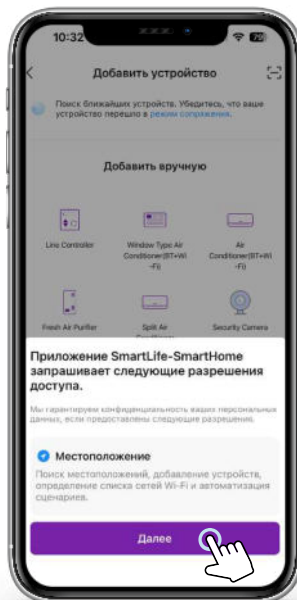 10:32
Добавить устройство
Поиск ближайших устройств. Убедитесь, что ваше
устройство перешло в режим сопряжения.
Добавить вручную
Line Controller
Window Type Air
Conditioner(BT+Wi
-Fi)
Air
Conditioner(BT+Wi
-Fi)
Fresh Air Purifier
Split Air
Conditioner
Security Camera
Приложение SmartLife-SmartHome
запрашивает следующие разрешения
доступа.
Мы гарантируем конфиденциальность ваших персональных
данных, если предоставлены следующие разрешения.
Местоположение
Поиск местоположений, добавление устройств,
определение списка сетей Wi-Fi и автоматизация
сценариев.
Далее